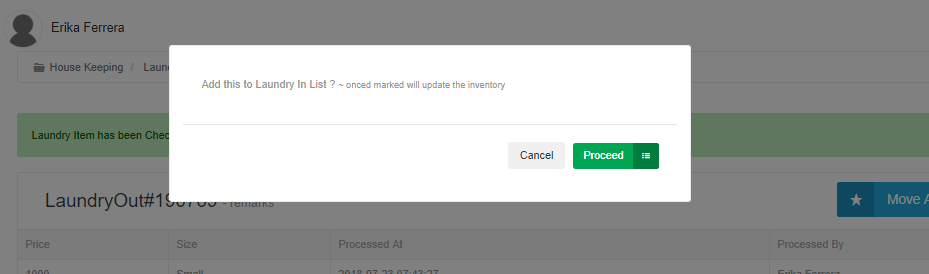 Erika Ferrera
House Keeping / Laun
Add this to Laundry In List ? ~ onced marked will update the inventory
Laundry Item has been Chec
Cancel Proceed
LaundryOut#190785 - remarks
Move A
Price Size Processed At Processed By
1000 Small 2018-07-23 07:43:27 Erika Ferrera